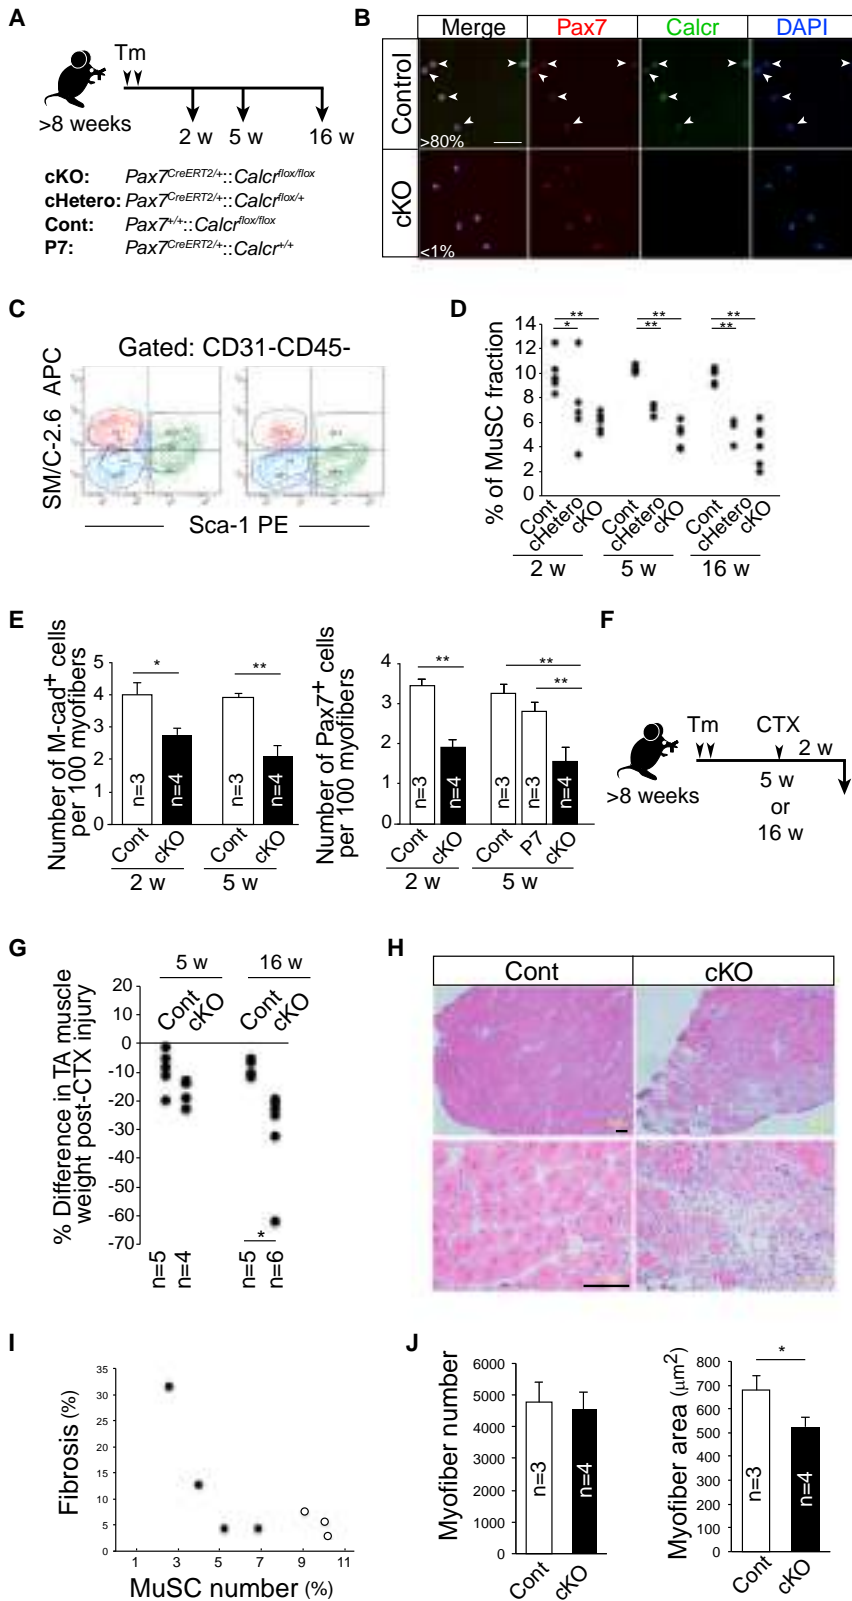 A
Tm
>8 weeks
2 w
5 w
16 w
cKO: Pax7CreERT2/+::Calcrflox/flox
cHetero: Pax7CreERT2/+::Calcrflox/+
Cont: Pax7+/+::Calcrflox/flox
P7: Pax7CreERT2/+::Calcr+/+
B
Merge
Pax7
Calcr
DAPI
Control
>80%
cKO
<1%
C
Gated: CD31-CD45-
SM/C-2.6 APC
Sca-1 PE
D
% of MuSC fraction
14
12
10
8
6
4
2
0
Cont
cHetero
cKO
Cont
cHetero
cKO
Cont
cHetero
cKO
2 w
5 w
16 w
**
*
**
**
**
**
E
Number of M-cad+ cells
per 100 myofibers
5
4
3
2
1
0
*
**
n=3
n=4
n=3
n=4
Cont
cKO
Cont
cKO
2 w
5 w
Number of Pax7+ cells
per 100 myofibers
4
3
2
1
0
**
**
**
n=3
n=4
n=3
n=3
n=4
Cont
cKO
Cont
P7
cKO
2 w
5 w
F
Tm
CTX
2 w
>8 weeks
5 w
or
16 w
G
5 w
16 w
Cont
cKO
Cont
cKO
% Difference in TA muscle
weight post-CTX injury
20
10
0
-10
-20
-30
-40
-50
-60
-70
*
n=5
n=4
n=5
n=6
H
Cont
cKO
I
Fibrosis (%)
35
30
25
20
15
10
5
0
1
3
5
7
9
11
MuSC number (%)
J
Myofiber number
6000
5000
4000
3000
2000
1000
0
n=3
n=4
Cont
cKO
Myofiber area (μm2)
800
700
600
500
400
300
200
100
0
*
n=3
n=4
Cont
cKO